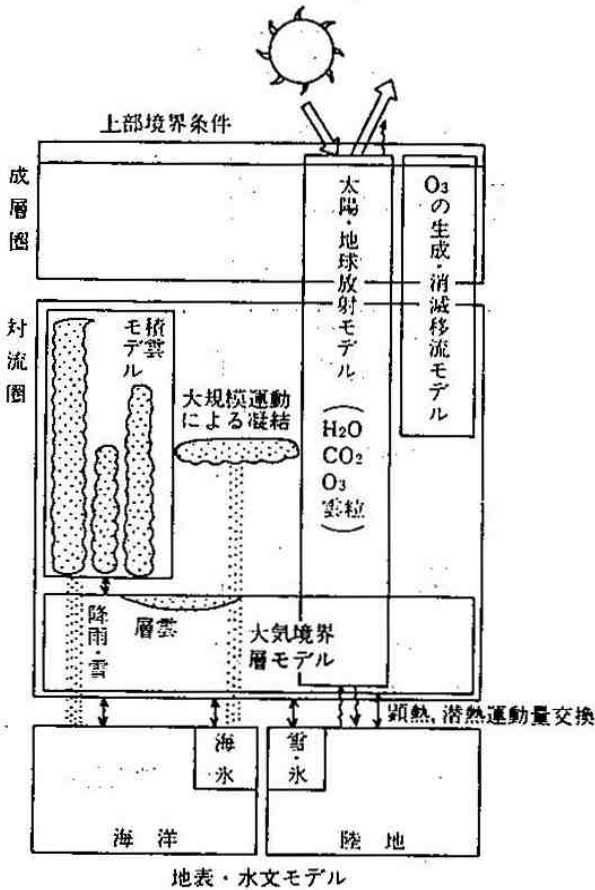 上部境界条件
成層圏
太陽・地球放射モデル
(H2O
CO2
O3
雲粒)
O3の生成・消滅移流モデル
対流圏
積雲
モデル
大規模運動
による凝結
降雨・雪
層雲
大気境界
層モデル
顕熱,潜熱運動量交換
海氷
雪・氷
海洋
陸地
地表・水文モデル